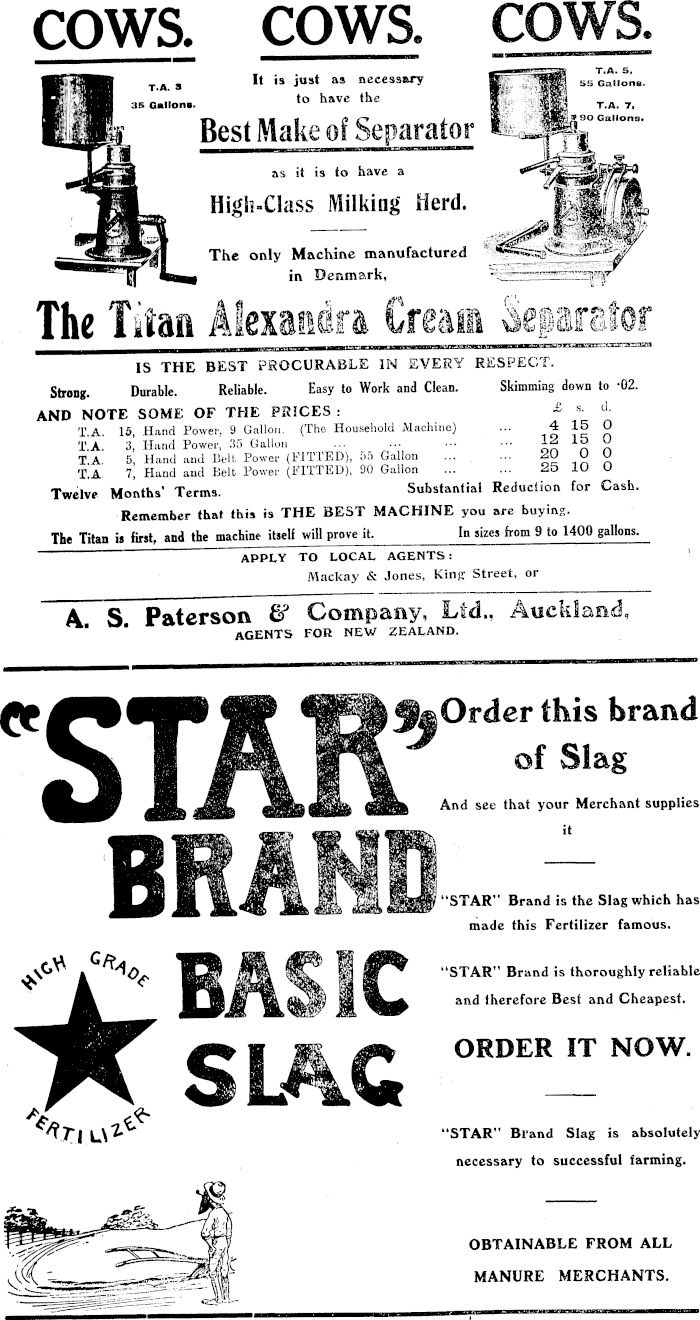 COWS. COWS. COWS.
T.A. 3
35 Gallons.
It is just as necessary
to have the
Best Make of Separator
as it is to have a
High-Class Milking Herd.
The only Machine manufactured
in Denmark,
T.A. 5,
55 Gallons.
T.A. 7,
90 Gallons.
The Titan Alexandra Cream Separator
IS THE BEST PROCURABLE IN EVERY RESPECT.
Strong. Durable. Reliable. Easy to Work and Clean. Skimming down to ·02.
AND NOTE SOME OF THE PRICES: £ s. d.
T.A. 15, Hand Power, 9 Gallon. (The Household Machine) ... 4 15 0
T.A. 3, Hand Power, 35 Gallon ... ... ... ... 12 15 0
T.A. 5, Hand and Belt Power (FITTED), 55 Gallon ... ... 20 0 0
T.A. 7, Hand and Belt Power (FITTED), 90 Gallon ... ... 25 10 0
Twelve Months' Terms. Substantial Reduction for Cash.
Remember that this is THE BEST MACHINE you are buying.
The Titan is first, and the machine itself will prove it. In sizes from 9 to 1400 gallons.
APPLY TO LOCAL AGENTS:
Mackay & Jones, King Street, or
A. S. Paterson & Company, Ltd., Auckland,
AGENTS FOR NEW ZEALAND.
"STAR"
BRAND
BASIC
SLAG
HIGH GRADE
FERTILIZER
Order this brand
of Slag
And see that your Merchant supplies
it
"STAR" Brand is the Slag which has
made this Fertilizer famous.
"STAR" Brand is thoroughly reliable
and therefore Best and Cheapest.
ORDER IT NOW.
"STAR" Brand Slag is absolutely
necessary to successful farming.
OBTAINABLE FROM ALL
MANURE MERCHANTS.